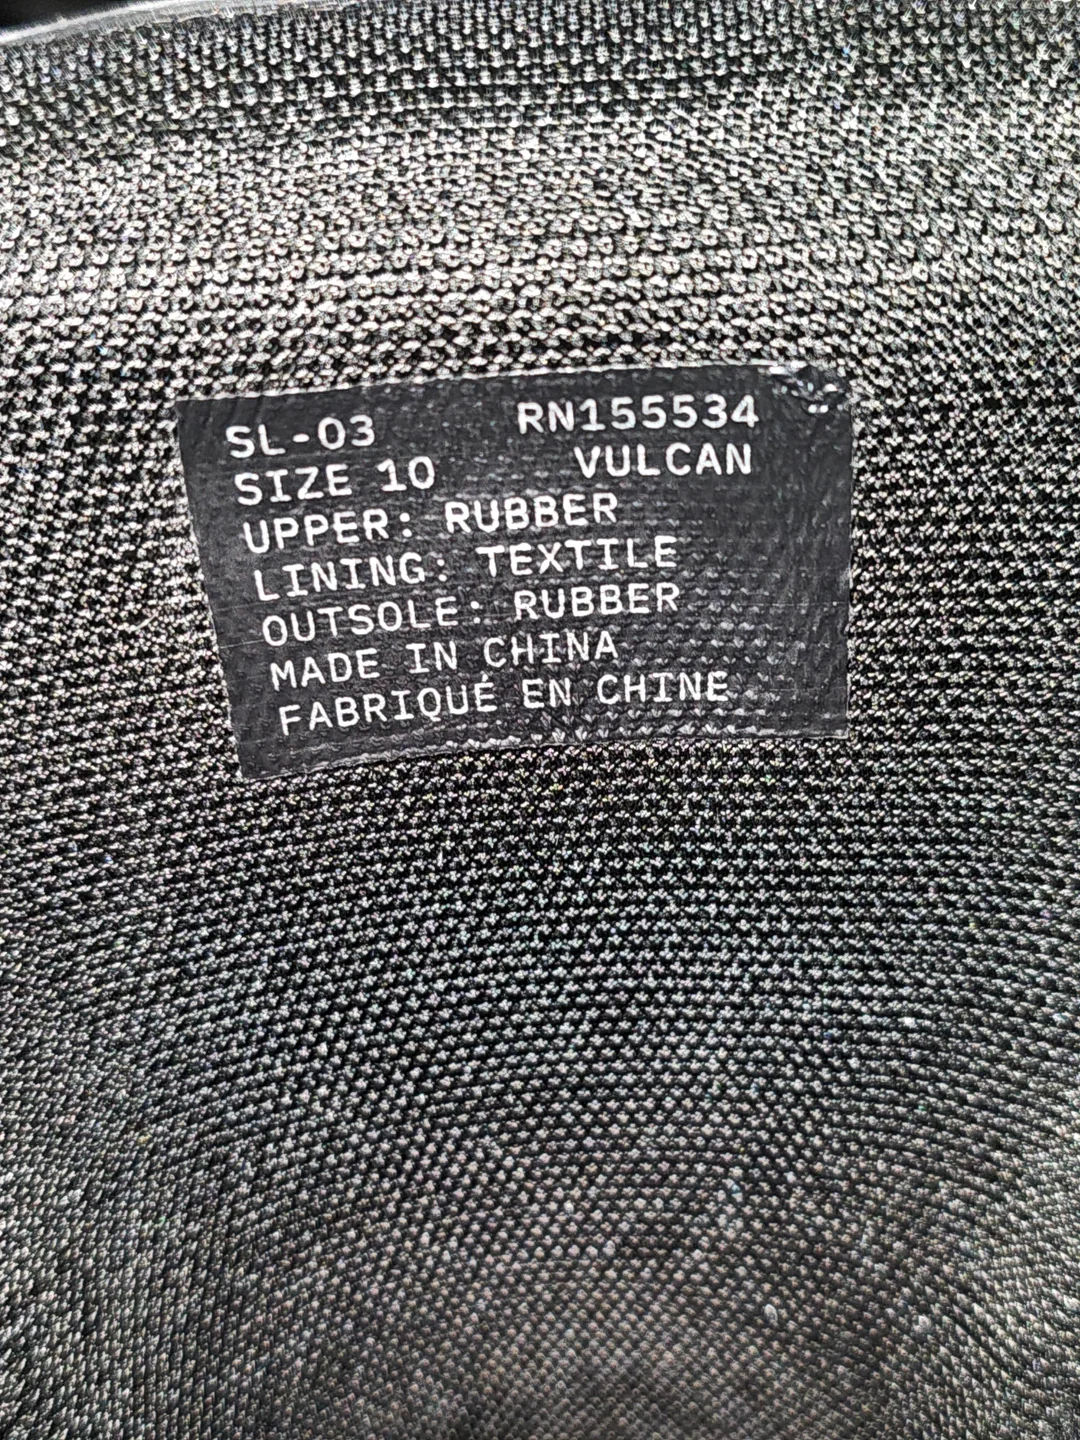 SL-03 RN155534
SIZE 10 VULCAN
UPPER: RUBBER
LINING: TEXTILE
OUTSOLE: RUBBER
MADE IN CHINA
FABRIQUÉ EN CHINE